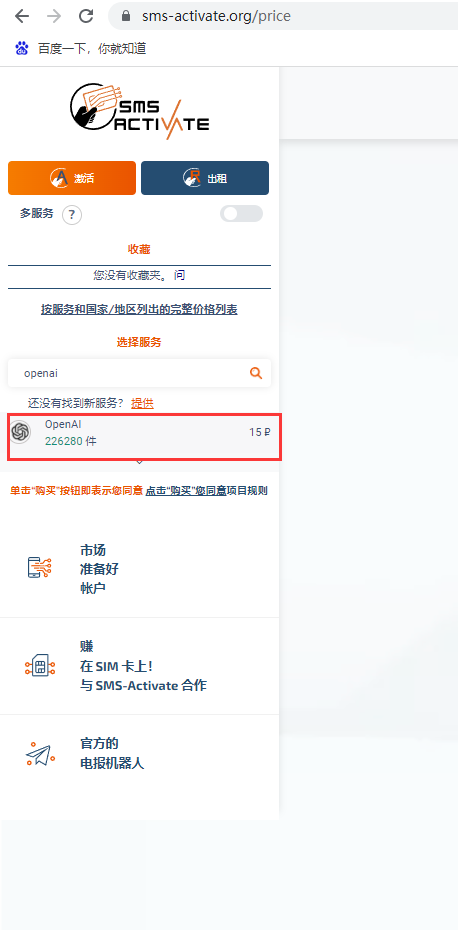 sms-activate.org/price
百度一下，你就知道
SMS
ACTIVATE
激活
出租
多服务 ?
收藏
您没有收藏夹。 问
按服务和国家/地区列出的完整价格列表
选择服务
openai
还没有找到新服务？ 提供
OpenAI
226280 件
15 ₽
单击“购买”按钮即表示您同意 点击“购买”您同意项目规则
市场
准备好
帐户
赚
在 SIM 卡上！
与 SMS-Activate 合作
官方的
电报机器人